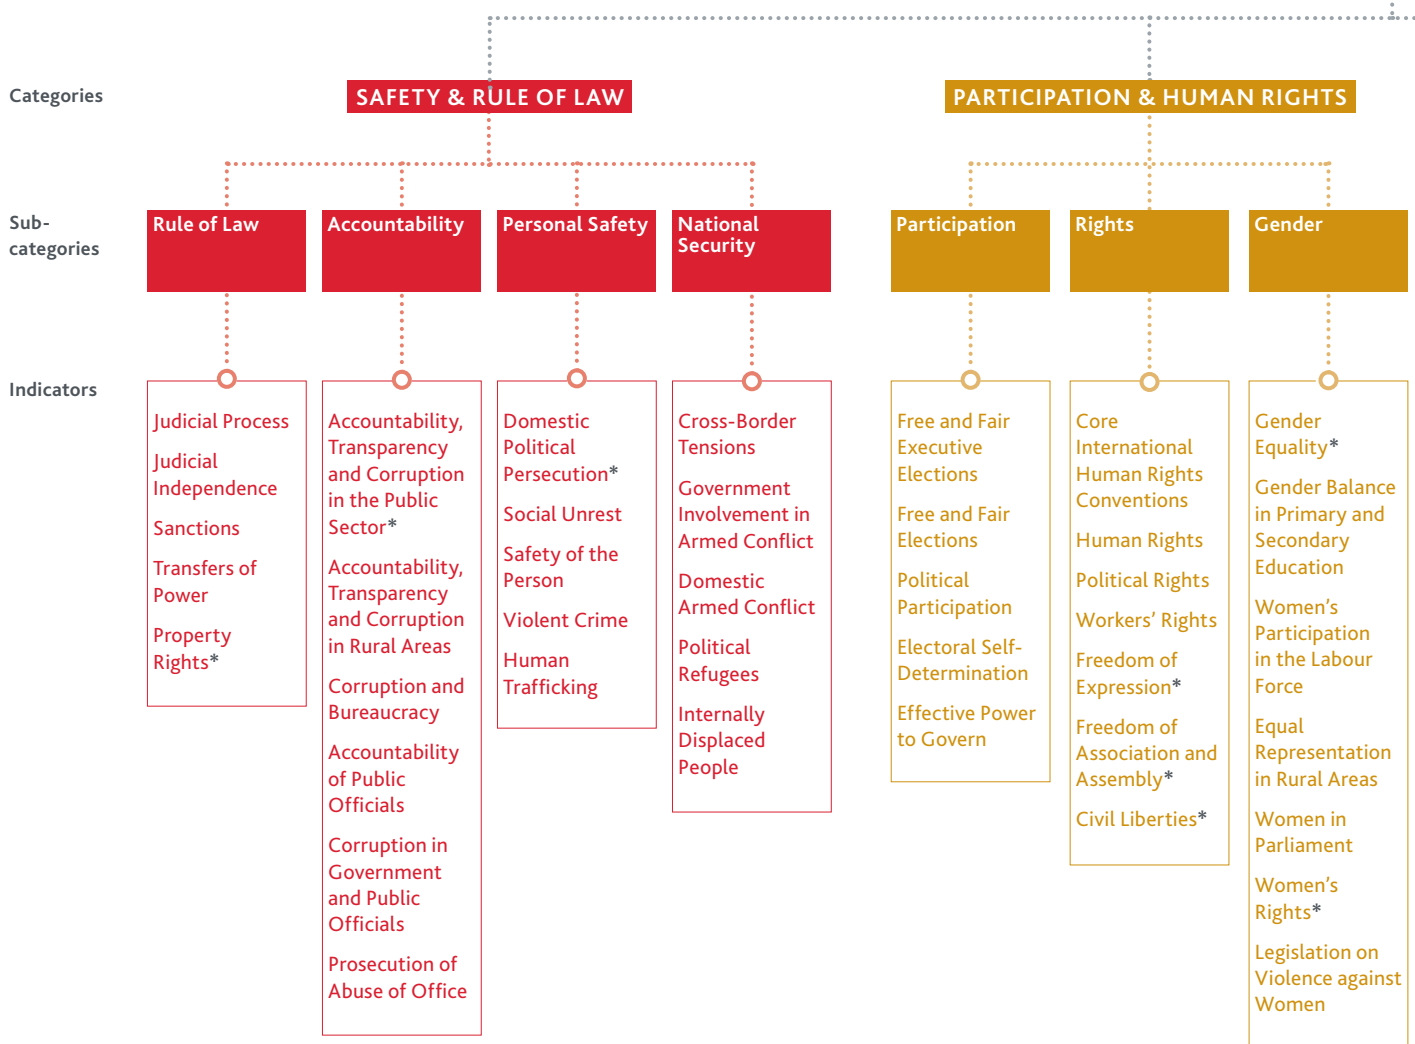 Categories
SAFETY & RULE OF LAW
PARTICIPATION & HUMAN RIGHTS
Sub-
categories
Rule of Law
Accountability
Personal Safety
National
Security
Participation
Rights
Gender
Indicators
Judicial Process
Judicial
Independence
Sanctions
Transfers of
Power
Property
Rights*
Accountability,
Transparency
and Corruption
in the Public
Sector*
Accountability,
Transparency
and Corruption
in Rural Areas
Corruption and
Bureaucracy
Accountability
of Public
Officials
Corruption in
Government
and Public
Officials
Prosecution of
Abuse of Office
Domestic
Political
Persecution*
Social Unrest
Safety of the
Person
Violent Crime
Human
Trafficking
Cross-Border
Tensions
Government
Involvement in
Armed Conflict
Domestic
Armed Conflict
Political
Refugees
Internally
Displaced
People
Free and Fair
Executive
Elections
Free and Fair
Elections
Political
Participation
Electoral Self-
Determination
Effective Power
to Govern
Core
International
Human Rights
Conventions
Human Rights
Political Rights
Workers’ Rights
Freedom of
Expression*
Freedom of
Association and
Assembly*
Civil Liberties*
Gender
Equality*
Gender Balance
in Primary and
Secondary
Education
Women’s
Participation
in the Labour
Force
Equal
Representation
in Rural Areas
Women in
Parliament
Women’s
Rights*
Legislation on
Violence against
Women